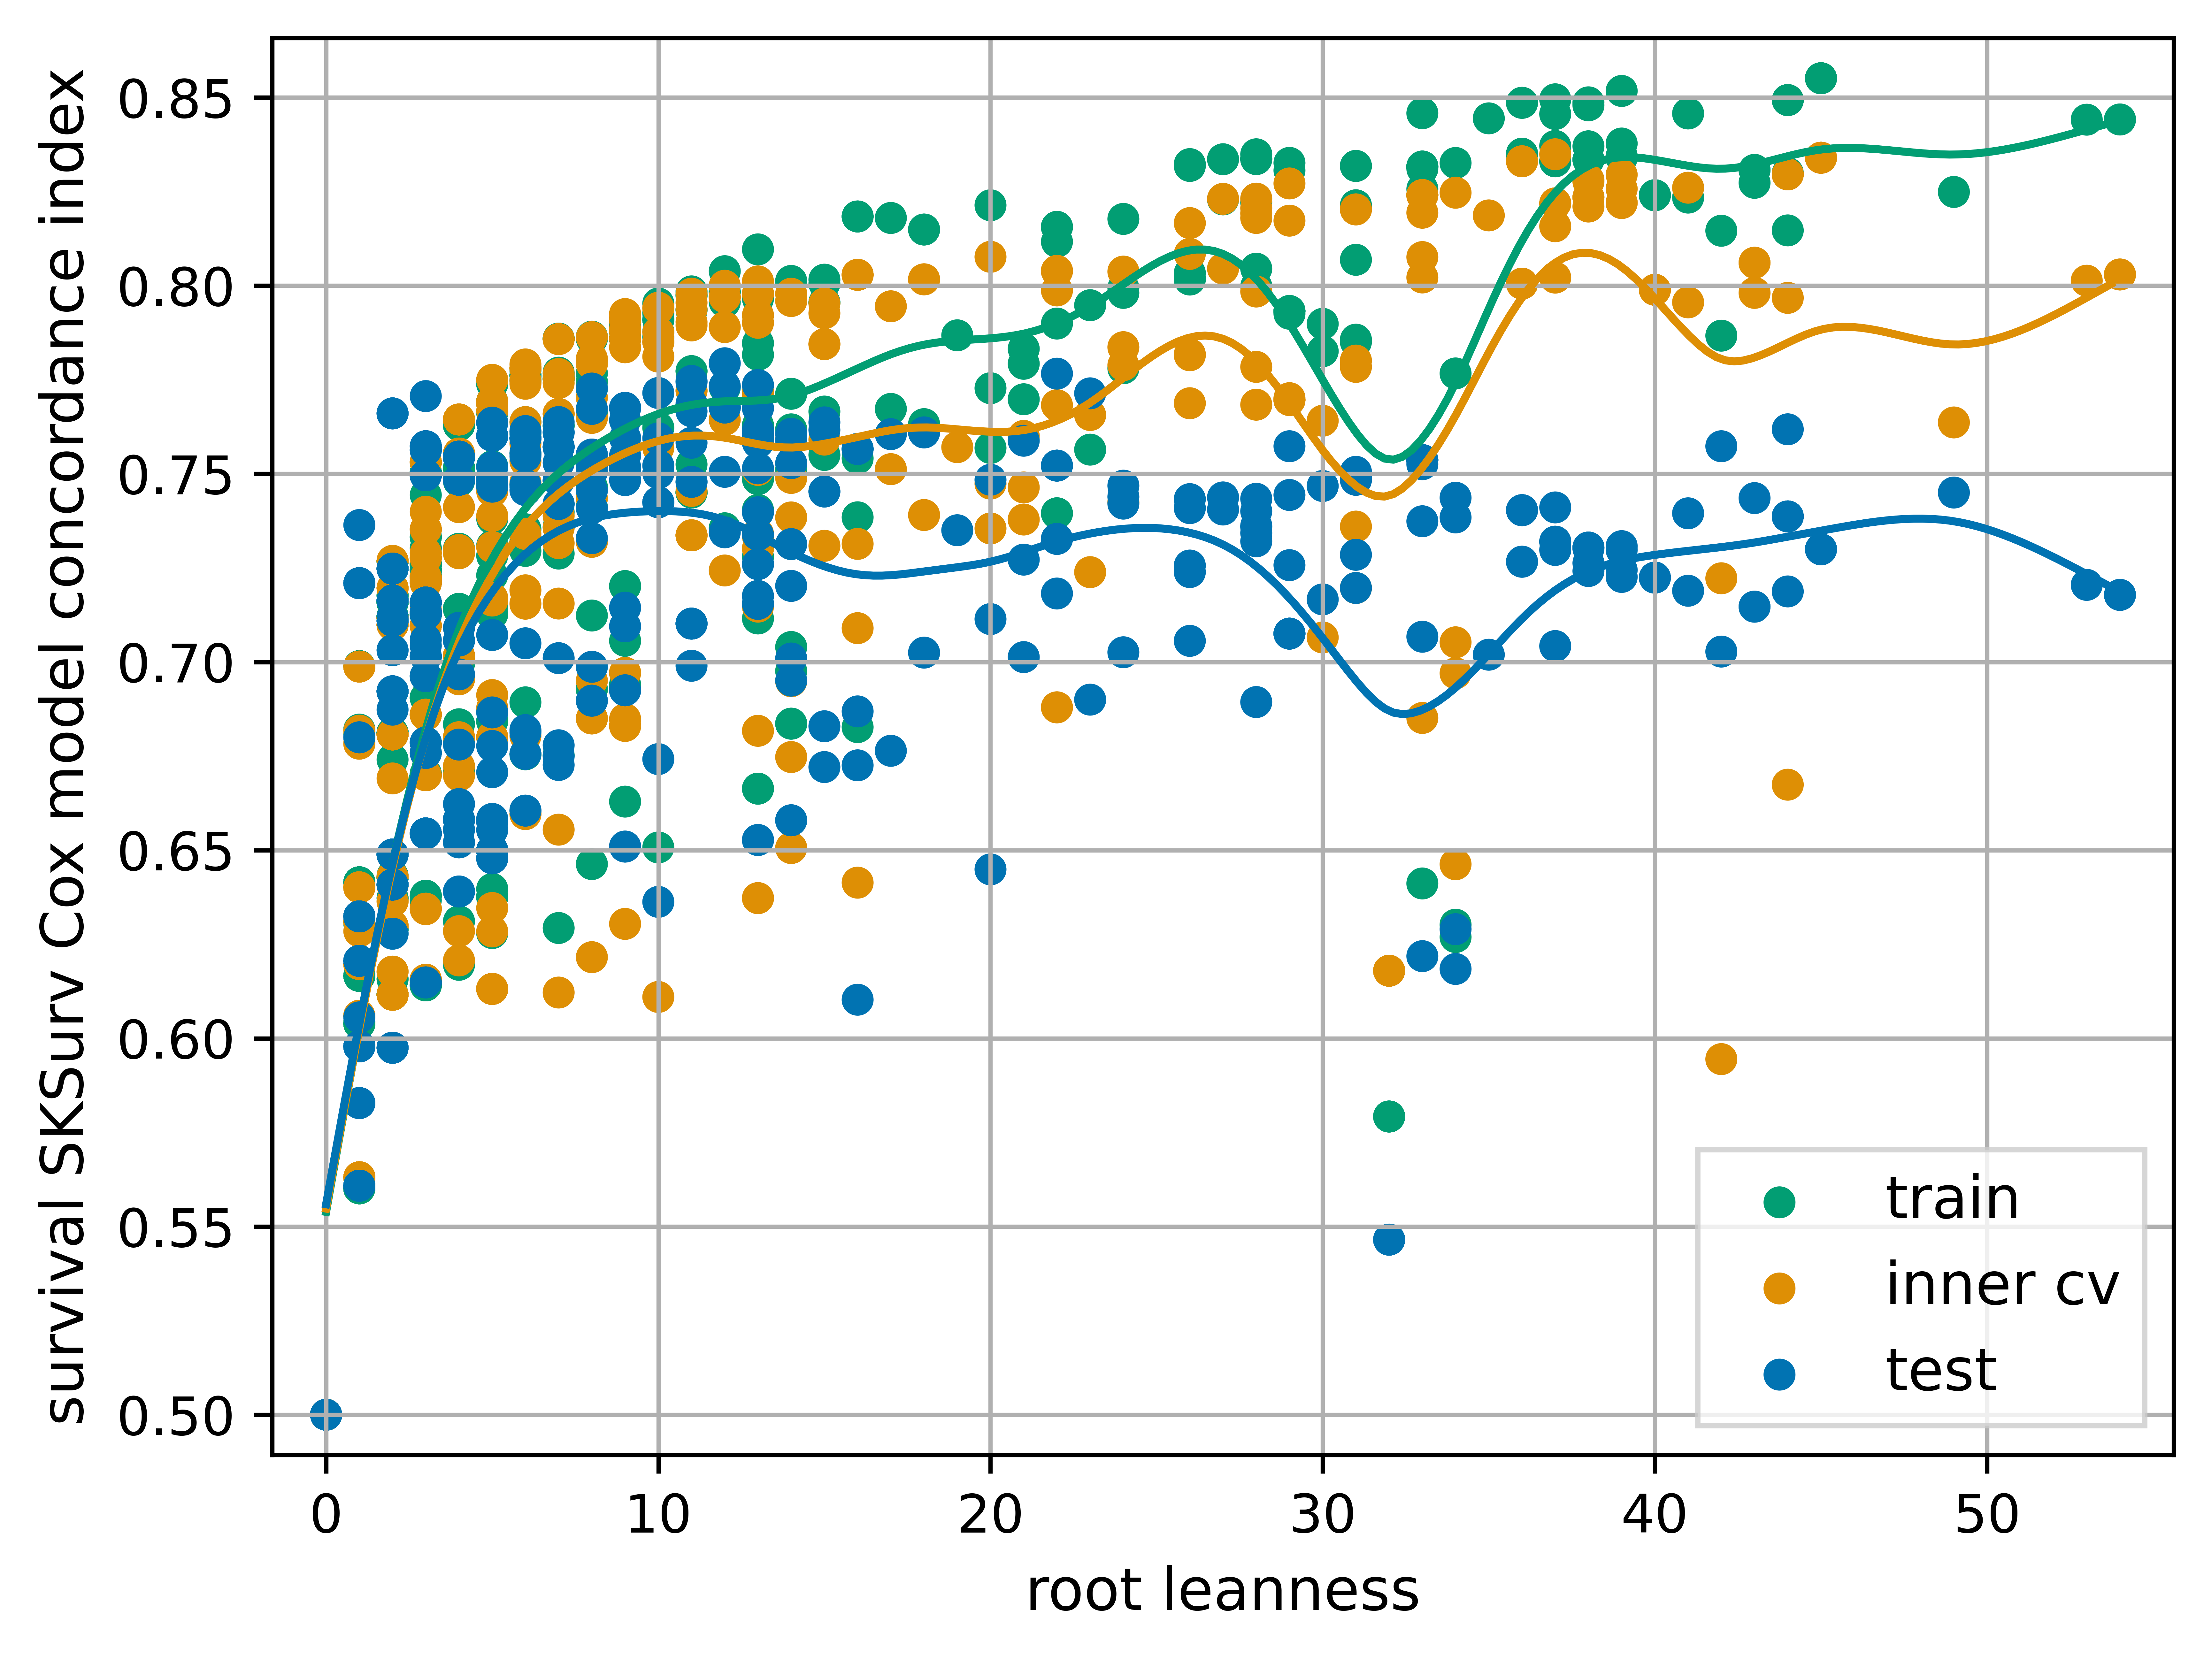 survival SKSurv Cox model concordance index
0.85
0.80
0.75
0.70
0.65
0.60
0.55
0.50
train
inner cv
test
0 10 20 30 40 50
root leanness